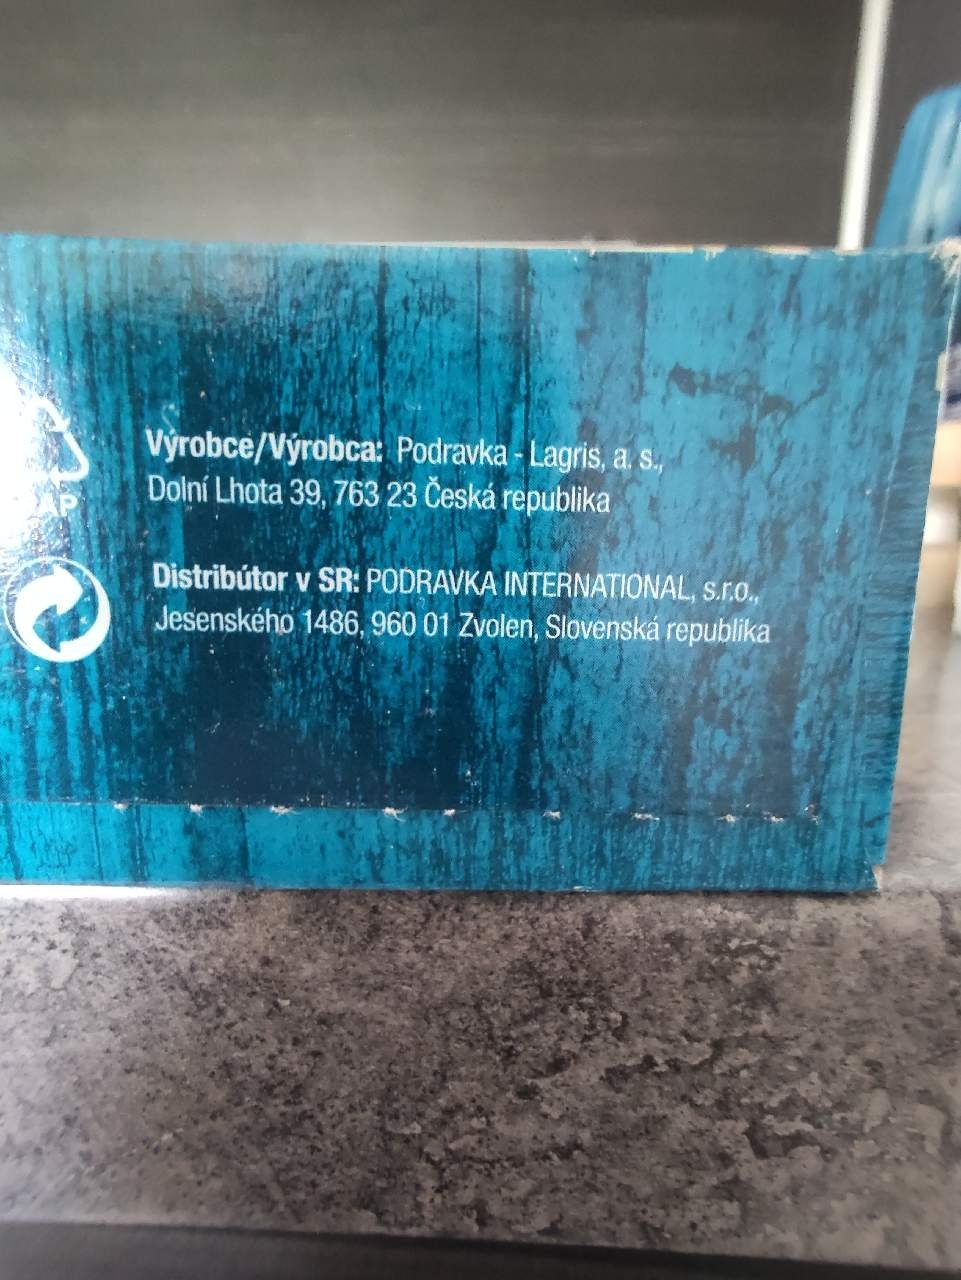 Výrobce/Výrobca: Podravka - Lagris, a. s.,
Dolní Lhota 39, 763 23 Česká republika
AP
Distribútor v SR: PODRAVKA INTERNATIONAL, s.r.o.,
Jesenského 1486, 960 01 Zvolen, Slovenská republika